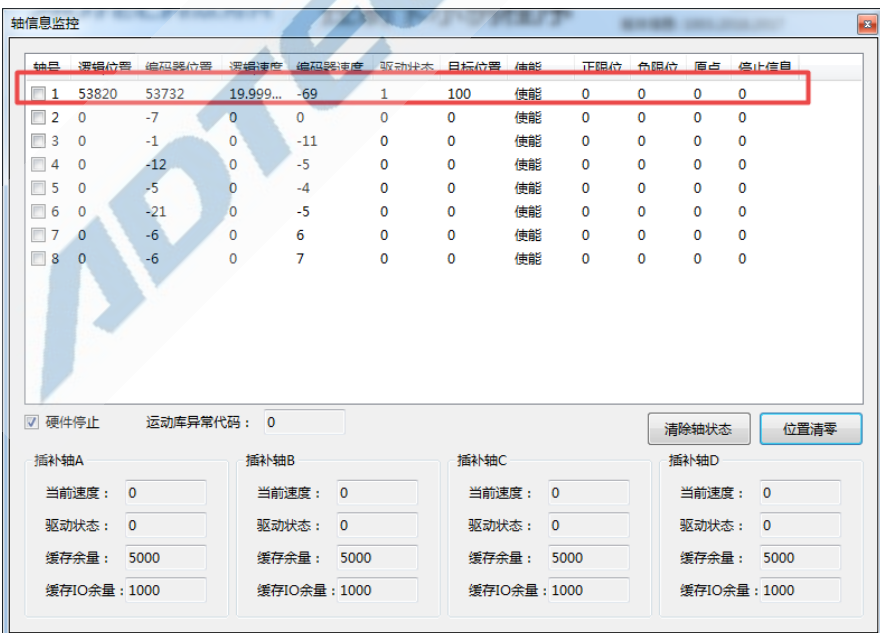 轴信息监控
轴号 逻辑位置 编码器位置 逻辑速度 编码器速度 驱动状态 目标位置 使能 正限位 负限位 原点 停止信息
1 53820 53732 19.999... -69 1 100 使能 0 0 0 0
2 0 -7 0 0 0 0 使能 0 0 0 0
3 0 -1 0 -11 0 0 使能 0 0 0 0
4 0 -12 0 -5 0 0 使能 0 0 0 0
5 0 -5 0 -4 0 0 使能 0 0 0 0
6 0 -21 0 -5 0 0 使能 0 0 0 0
7 0 -6 0 6 0 0 使能 0 0 0 0
8 0 -6 0 7 0 0 使能 0 0 0 0
硬件停止 运动库异常代码： 0
清除轴状态 位置清零
插补轴A 插补轴B 插补轴C 插补轴D
当前速度： 0 当前速度： 0 当前速度： 0 当前速度： 0
驱动状态： 0 驱动状态： 0 驱动状态： 0 驱动状态： 0
缓存余量： 5000 缓存余量： 5000 缓存余量： 5000 缓存余量： 5000
缓存IO余量：1000 缓存IO余量：1000 缓存IO余量：1000 缓存IO余量：1000
ADTE